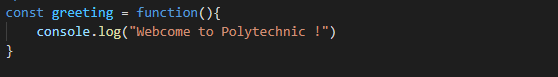 const greeting = function(){
    console.log("Webcome to Polytechnic !")
}